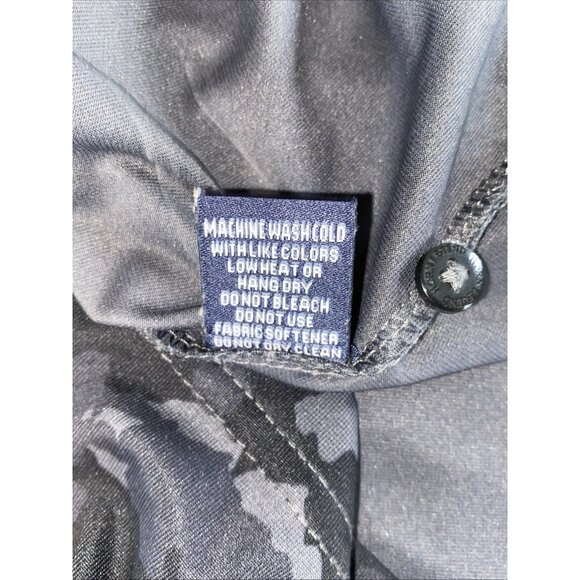 MACHINE WASH COLD
WITH LIKE COLORS
LOW HEAT OR
HANG DRY
DO NOT BLEACH
DO NOT USE
FABRIC SOFTENER
DO NOT DRY CLEAN